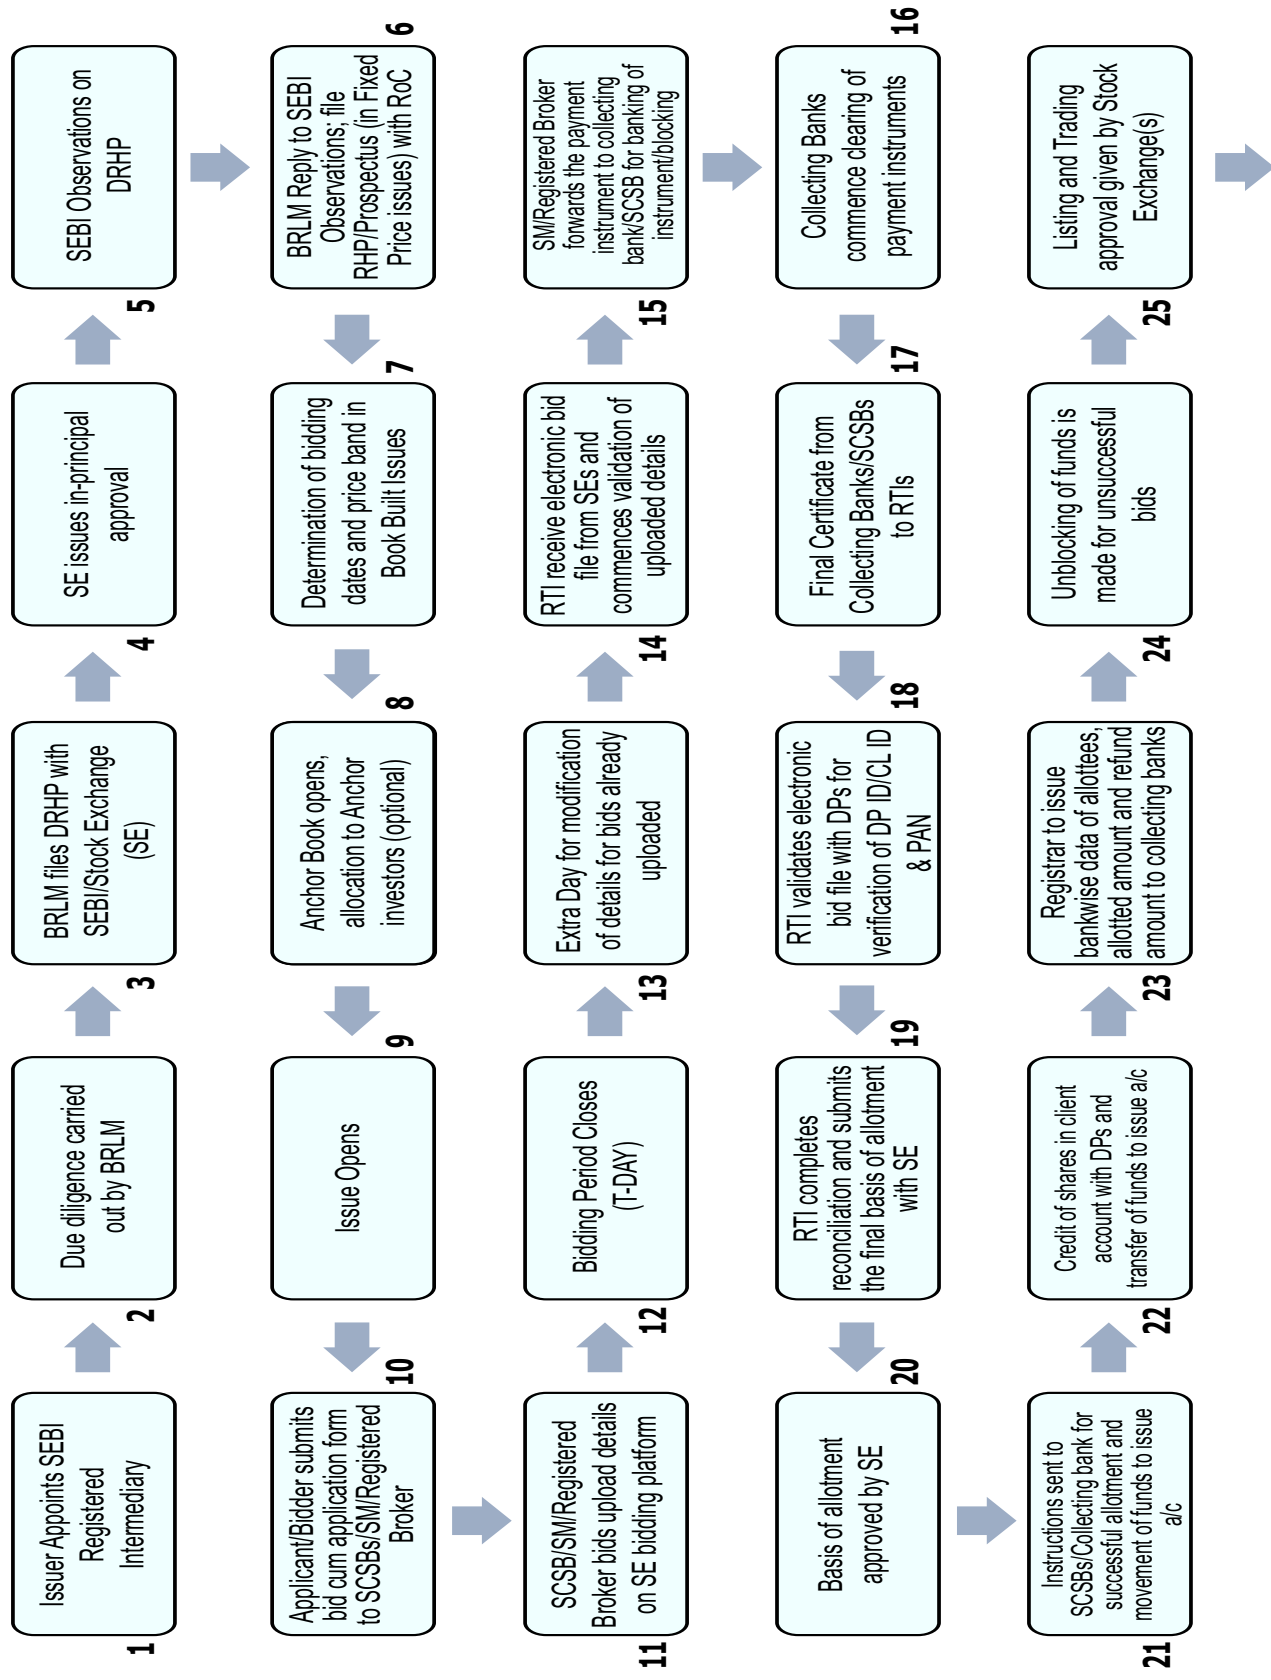 1
Issuer Appoints SEBI
Registered
Intermediary
2
Due diligence carried
out by BRLM
3
BRLM files DRHP with
SEBI/Stock Exchange
(SE)
4
SE issues in-principal
approval
5
SEBI Observations on
DRHP
6
BRLM Reply to SEBI
Observations; file
RHP/Prospectus (in Fixed
Price issues) with RoC
7
Determination of bidding
dates and price band in
Book Built Issues
8
Anchor Book opens,
allocation to Anchor
investors (optional)
9
Issue Opens
10
Applicant/Bidder submits
bid cum application form
to SCSBs/SM/Registered
Broker
11
SCSB/SM/Registered
Broker bids upload details
on SE bidding platform
12
Bidding Period Closes
(T-DAY)
13
Extra Day for modification
of details for bids already
uploaded
14
RTI receive electronic bid
file from SEs and
commences validation of
uploaded details
15
SM/Registered Broker
forwards the payment
instrument to collecting
bank/SCSB for banking of
instrument/blocking
16
Collecting Banks
commence clearing of
payment instruments
17
Final Certificate from
Collecting Banks/SCSBs
to RTIs
18
RTI validates electronic
bid file with DPs for
verification of DP ID/CL ID
& PAN
19
RTI completes
reconciliation and submits
the final basis of allotment
with SE
20
Basis of allotment
approved by SE
21
Instructions sent to
SCSBs/Collecting bank for
successful allotment and
movement of funds to issue
a/c
22
Credit of shares in client
account with DPs and
transfer of funds to issue a/c
23
Registrar to issue
bankwise data of allottees,
allotted amount and refund
amount to collecting banks
24
Unblocking of funds is
made for unsuccessful
bids
25
Listing and Trading
approval given by Stock
Exchange(s)